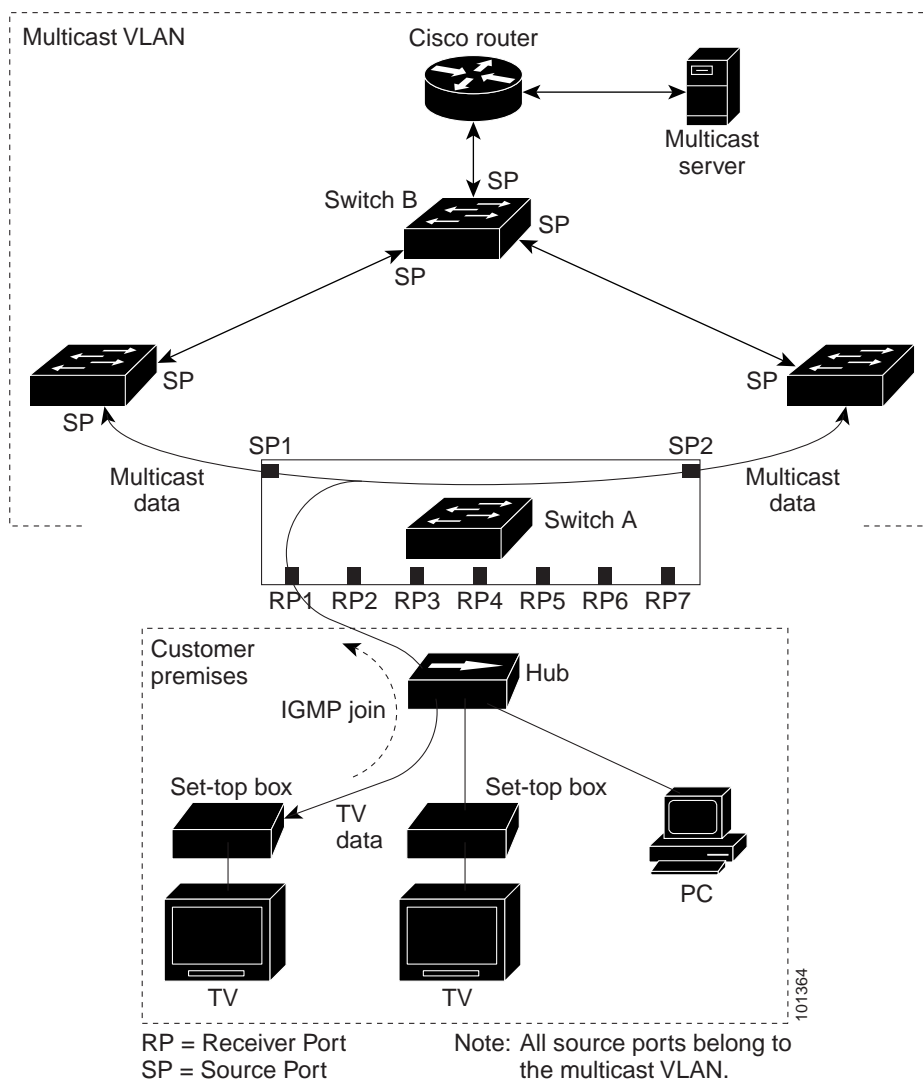 Multicast VLAN
Cisco router
Multicast
server
SP
Switch B
SP
SP
SP
SP
SP
SP1
SP2
Multicast
data
Multicast
data
Switch A
RP1
RP2
RP3
RP4
RP5
RP6
RP7
Customer
premises
Hub
IGMP join
Set-top box
Set-top box
TV
data
PC
TV
TV
101364
RP = Receiver Port
SP = Source Port
Note: All source ports belong to
the multicast VLAN.